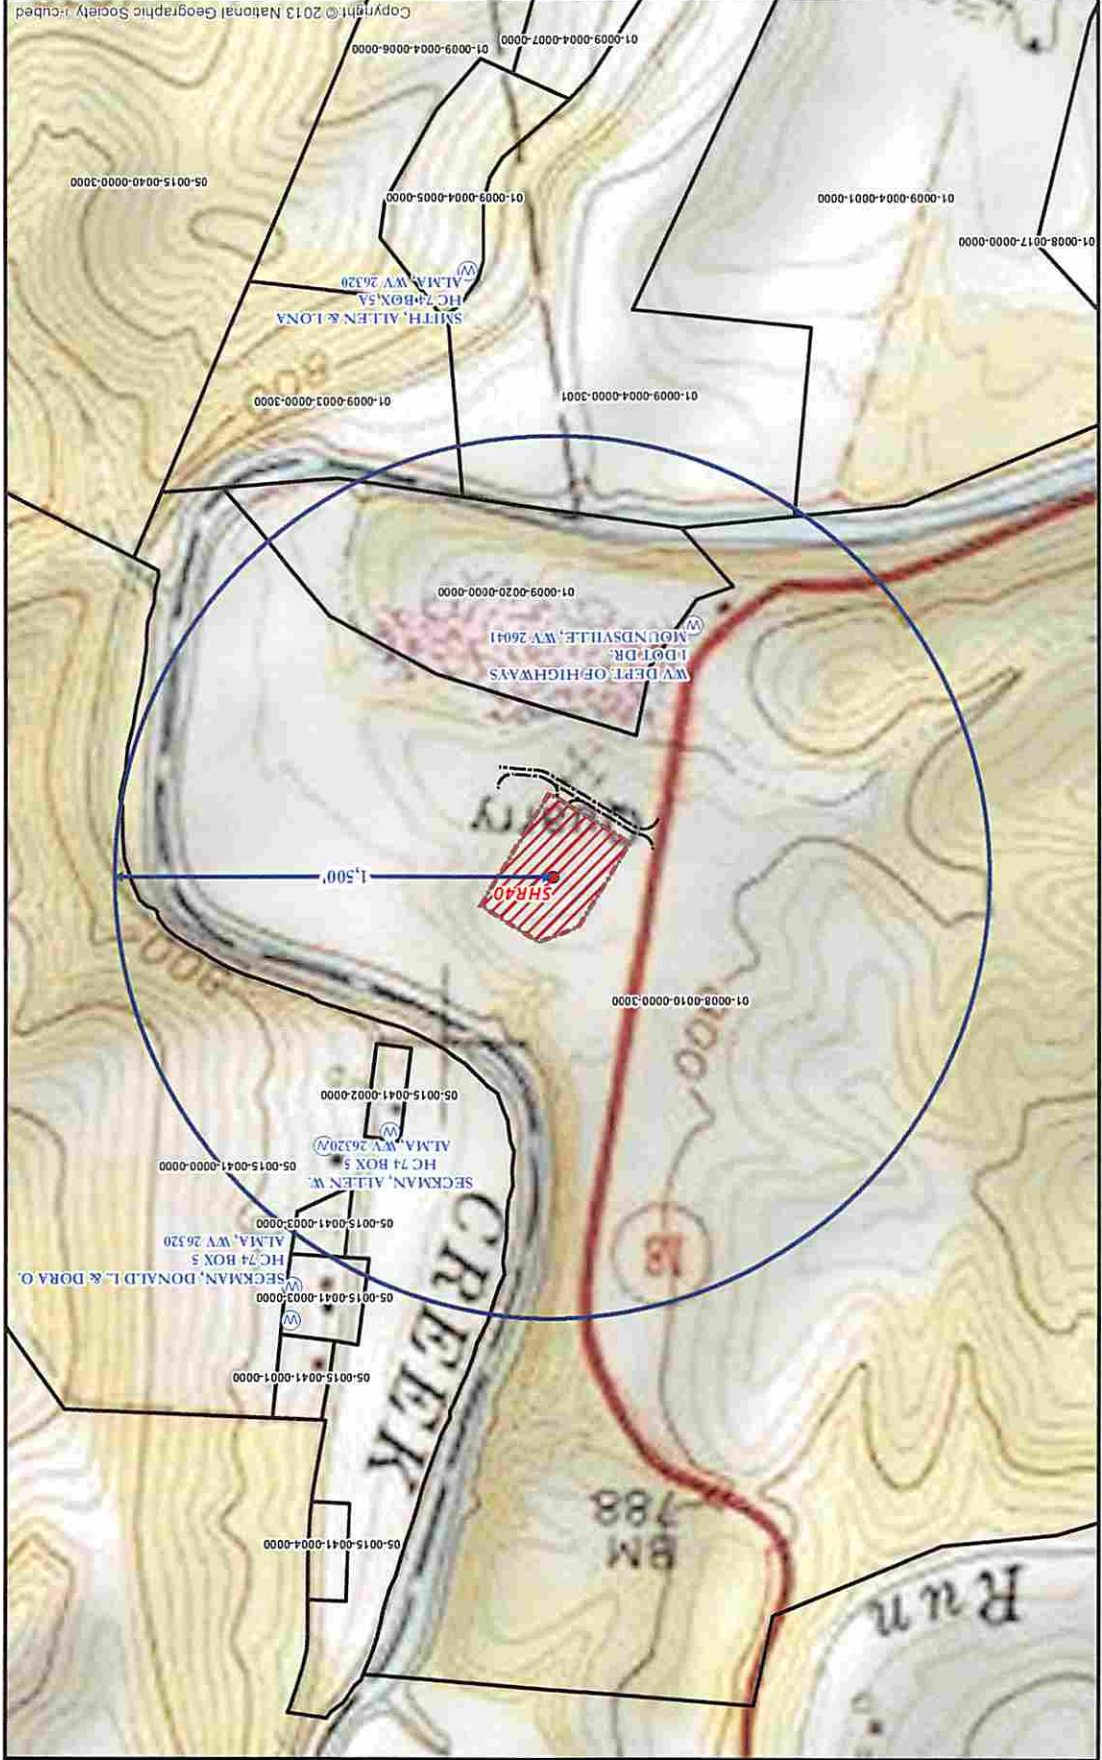 Run
BM
788
05-0015-0041-0004-0000
CREEK
05-0015-0041-0001-0000
W
05-0015-0041-0003-0000
W
SECKMAN, DONALD L. & DORA O.
HC 74 BOX 5
ALMA, WV 26320
18
05-0015-0041-0003-0000
SECKMAN, ALLEN W.
HC 74 BOX 5
ALMA, WV 26320
W
W
05-0015-0041-0000-0000
05-0015-0041-0002-0000
800
01-0008-0010-0000-3000
SHR40
1,500'
Quarry
WV DEPT. OF HIGHWAYS
1 DOT DR.
MOUNDSVILLE, WV 26041
W
01-0009-0020-0000-0000
01-0009-0004-0000-3001
01-0009-0003-0000-3000
800
SMITH, ALLEN & LONA
HC 74 BOX 5A
ALMA, WV 26320
W
01-0008-0017-0000-0000
01-0009-0004-0001-0000
01-0009-0004-0005-0000
05-0015-0040-0000-3000
01-0009-0004-0007-0000
01-0009-0004-0006-0000
Copyright:© 2013 National Geographic Society, i-cubed